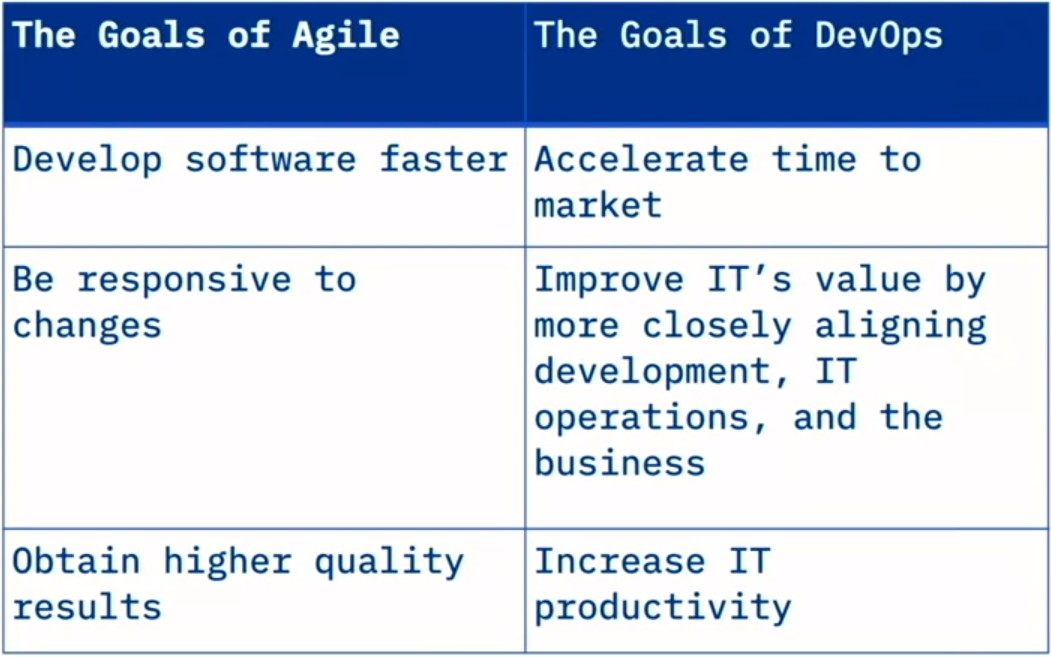 The Goals of Agile
The Goals of DevOps
Develop software faster
Accelerate time to
market
Be responsive to
changes
Improve IT’s value by
more closely aligning
development, IT
operations, and the
business
Obtain higher quality
results
Increase IT
productivity